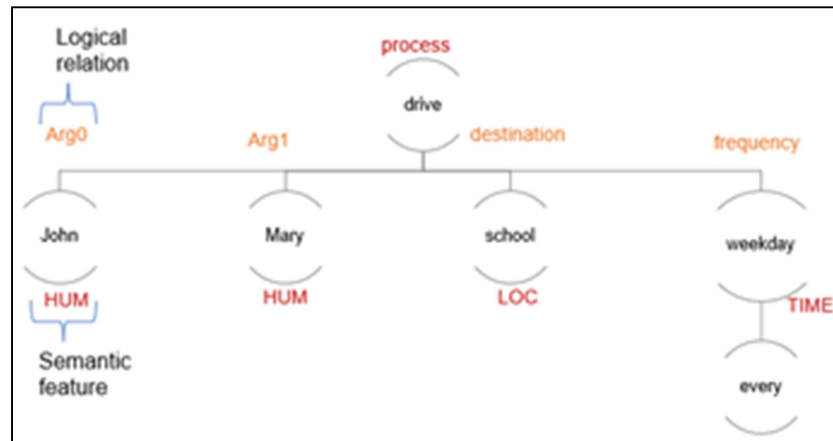 Logical
relation
process
drive
Arg0
Arg1
destination
frequency
John
Mary
school
weekday
HUM
HUM
LOC
TIME
Semantic
feature
every